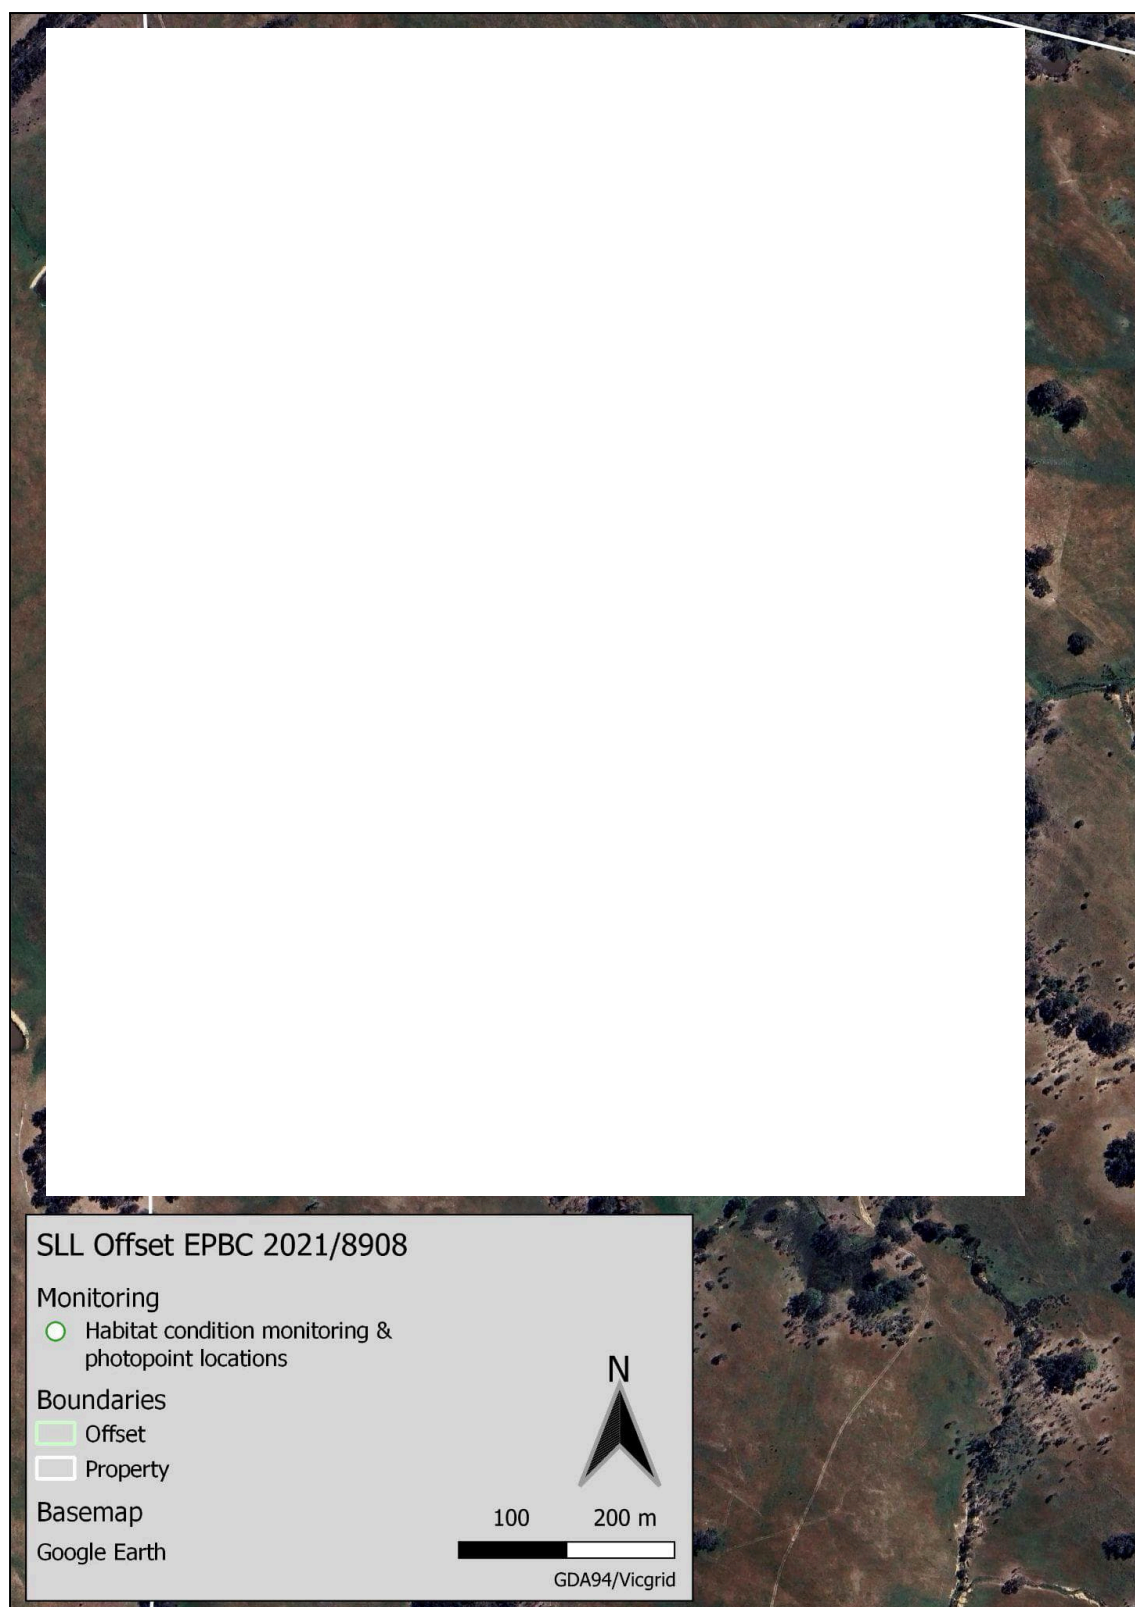 SLL Offset EPBC 2021/8908
Monitoring
Habitat condition monitoring &
photopoint locations
Boundaries
Offset
Property
Basemap
Google Earth
N
100 200 m
GDA94/Vicgrid